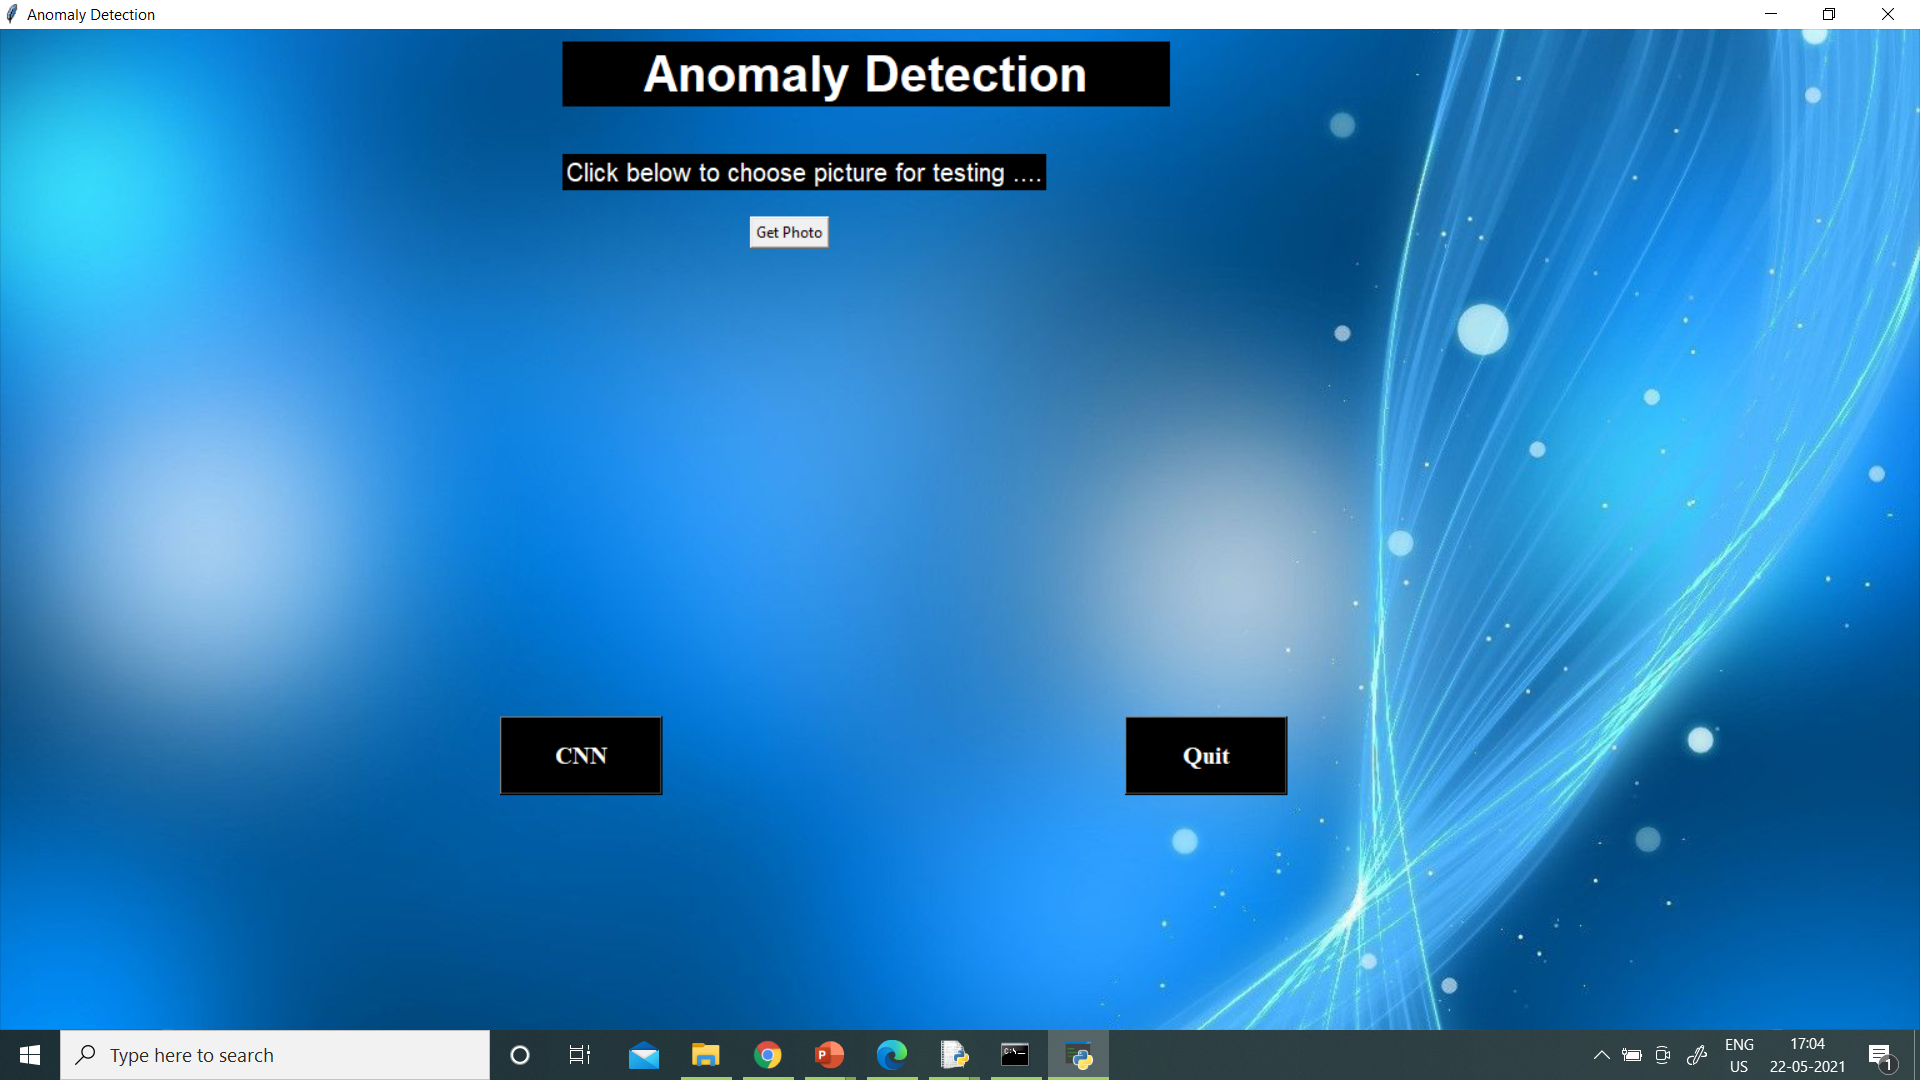 Anomaly Detection
Anomaly Detection
Click below to choose picture for testing ....
Get Photo
CNN
Quit
Type here to search
P
C:\_
ENG
US
17:04
22-05-2021
1